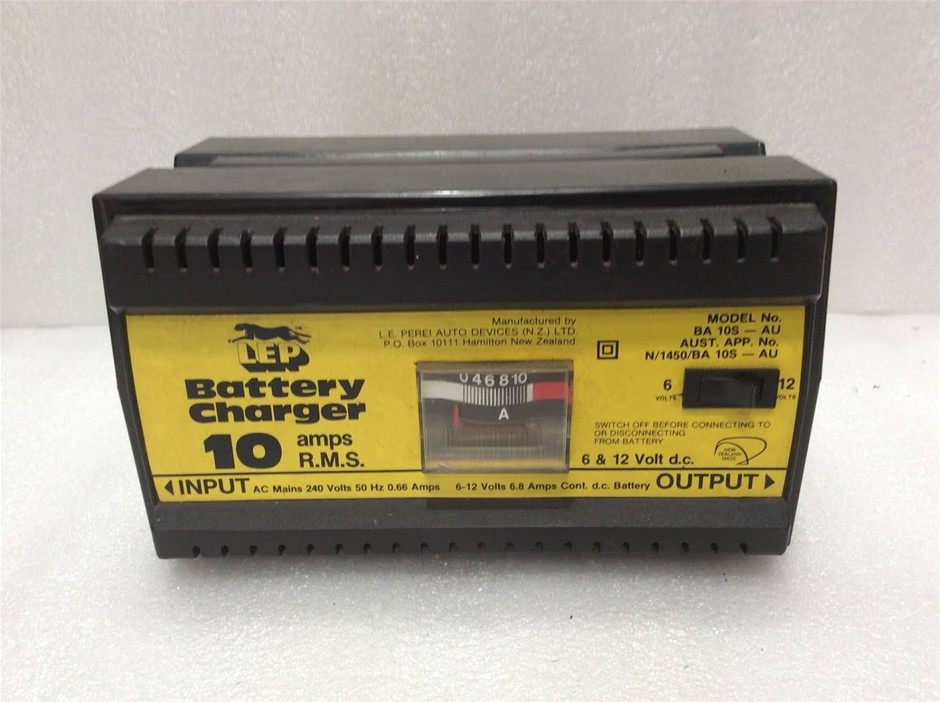 LEP
Battery
Charger
10 amps
R.M.S.
Manufactured by
L.E. PEREI AUTO DEVICES (N.Z.) LTD.
P.O. Box 10111 Hamilton New Zealand
0 4 6 8 10
A
MODEL No.
BA 10S — AU
AUST. APP. No.
N/1450/BA 10S — AU
6
VOLTS
12
VOLTS
SWITCH OFF BEFORE CONNECTING TO
OR DISCONNECTING
FROM BATTERY
NEW
ZEALAND
MADE
6 & 12 Volt d.c.
INPUT AC Mains 240 Volts 50 Hz 0.66 Amps
6-12 Volts 6.8 Amps Cont. d.c. Battery OUTPUT